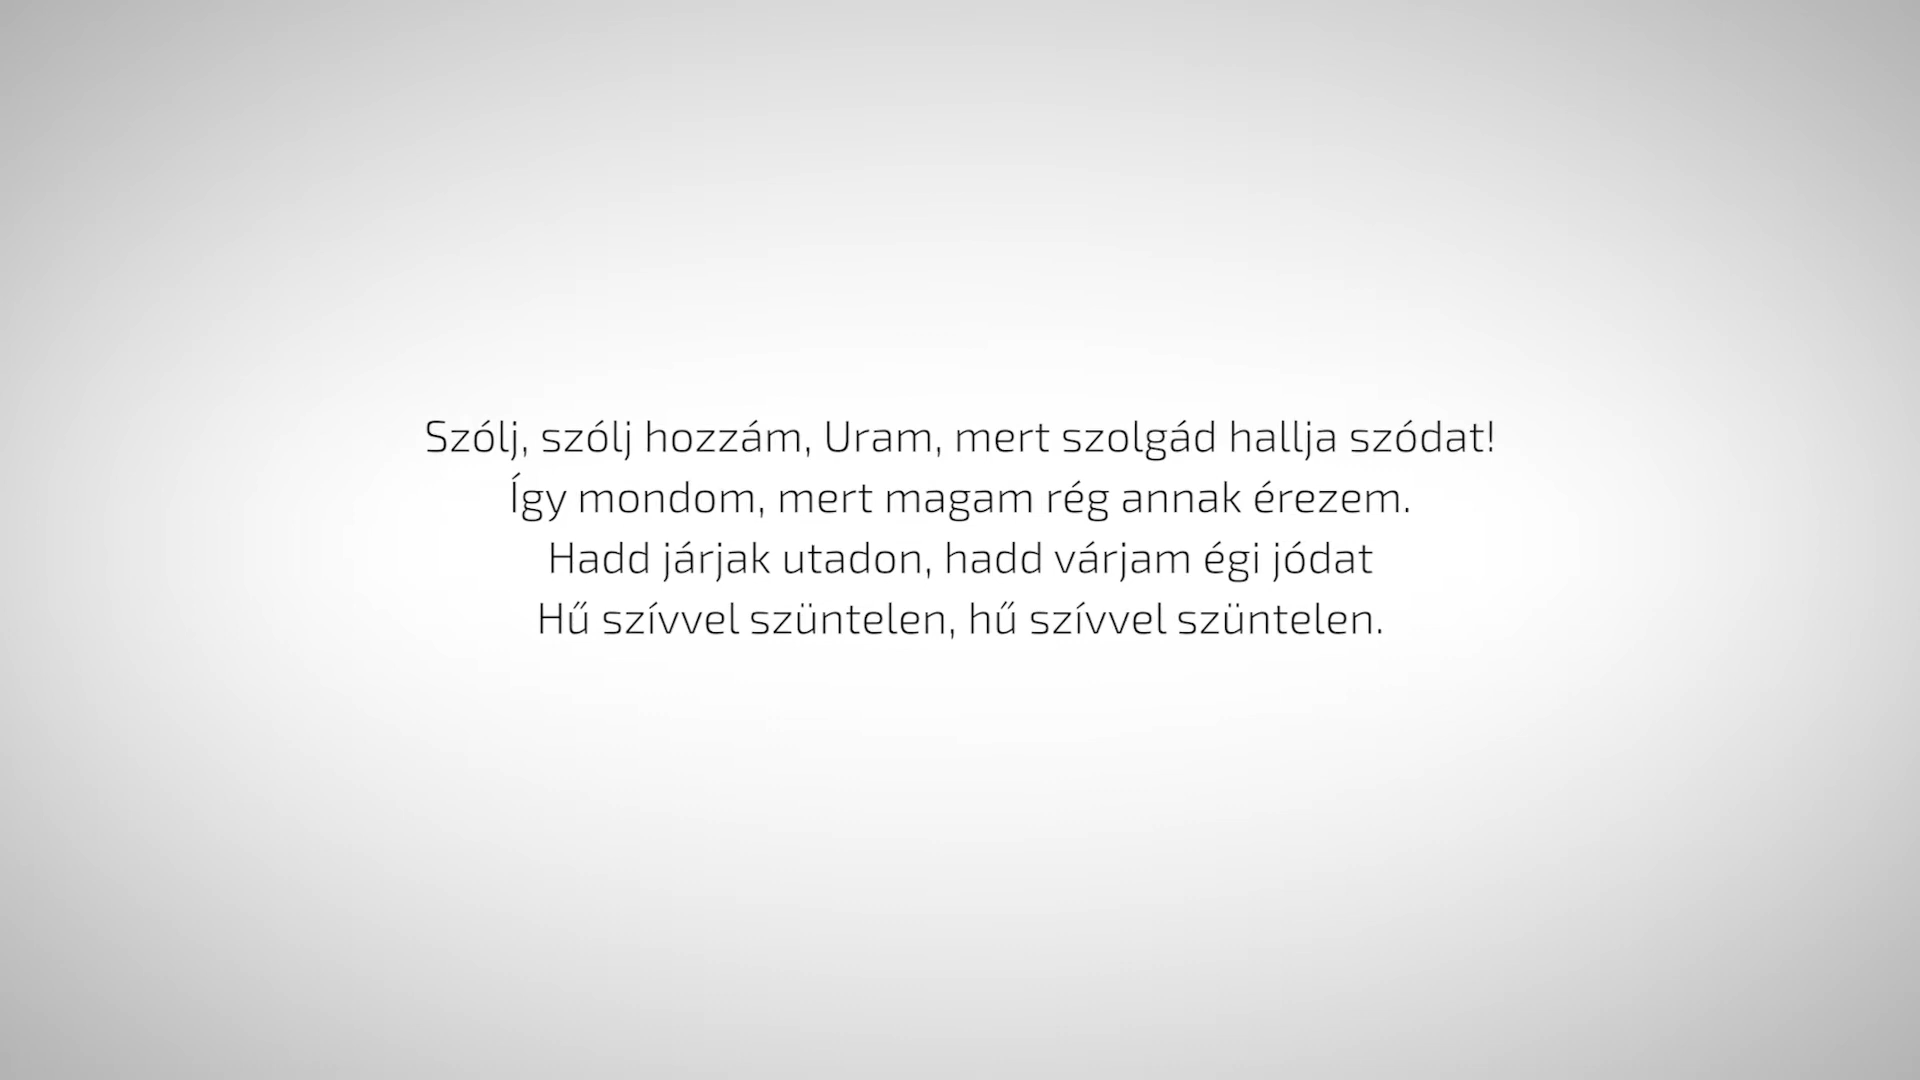 Szólj, szólj hozzám, Uram, mert szolgád hallja szódat!
Így mondom, mert magam rég annak érezem.
Hadd járjak utadon, hadd várjam égi jódat
Hű szívvel szüntelen, hű szívvel szüntelen.